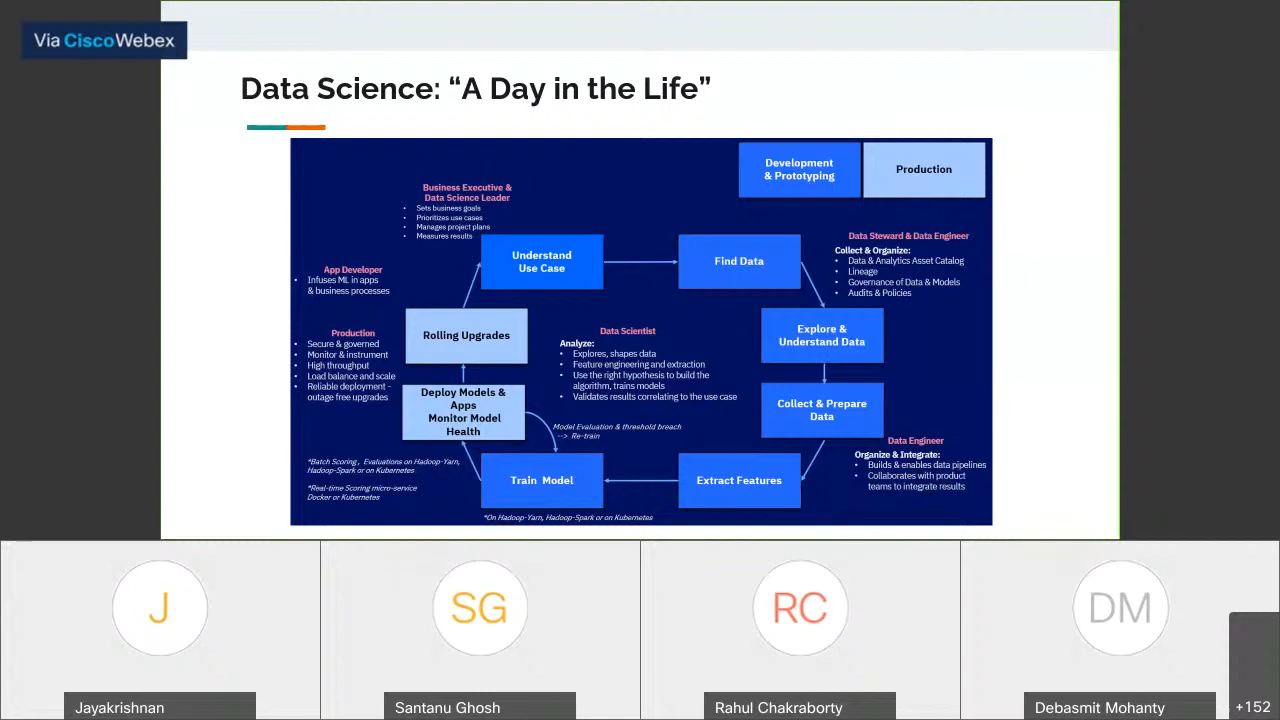 Via Cisco Webex
Data Science: “A Day in the Life”
Development
& Prototyping
Production
Business Executive &
Data Science Leader
• Sets business goals
• Prioritizes use cases
• Manages project plans
• Measures results
Understand
Use Case
Find Data
Data Steward & Data Engineer
Collect & Organize:
• Data & Analytics Asset Catalog
• Lineage
• Governance of Data & Models
• Audits & Policies
App Developer
• Infuses ML in apps
& business processes
Rolling Upgrades
Explore &
Understand Data
Production
• Secure & governed
• Monitor & instrument
• High throughput
• Load balance and scale
• Reliable deployment -
outage free upgrades
Data Scientist
Analyze:
• Explores, shapes data
• Feature engineering and extraction
• Use the right hypothesis to build the
algorithm, trains models
• Validates results correlating to the use case
Deploy Models &
Apps
Monitor Model
Health
Collect & Prepare
Data
Model Evaluation & threshold breach
--> Re-train
Data Engineer
Organize & Integrate:
• Builds & enables data pipelines
• Collaborates with product
teams to integrate results
*Batch Scoring, Evaluations on Hadoop-Yarn,
Hadoop-Spark or on Kubernetes
*Real-time Scoring micro-service
Docker or Kubernetes
Train Model
Extract Features
*On Hadoop-Yarn, Hadoop-Spark or on Kubernetes
J
SG
RC
DM
Jayakrishnan
Santanu Ghosh
Rahul Chakraborty
Debasmit Mohanty
+152